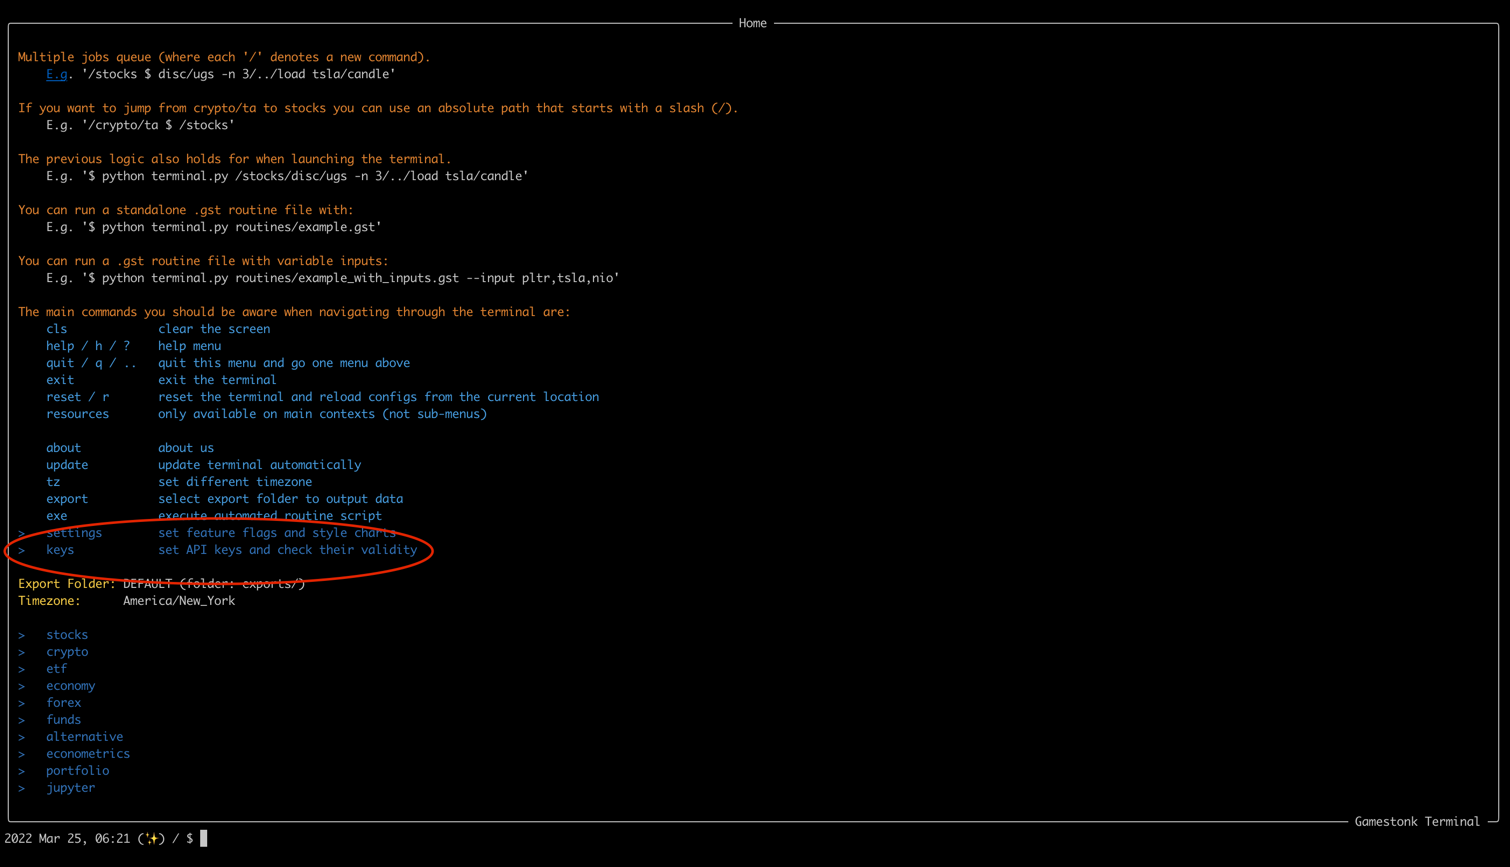 Home
Multiple jobs queue (where each '/' denotes a new command).
E.g. '/stocks $ disc/ugs -n 3/../load tsla/candle'
If you want to jump from crypto/ta to stocks you can use an absolute path that starts with a slash (/).
E.g. '/crypto/ta $ /stocks'
The previous logic also holds for when launching the terminal.
E.g. '$ python terminal.py /stocks/disc/ugs -n 3/../load tsla/candle'
You can run a standalone .gst routine file with:
E.g. '$ python terminal.py routines/example.gst'
You can run a .gst routine file with variable inputs:
E.g. '$ python terminal.py routines/example_with_inputs.gst --input pltr,tsla,nio'
The main commands you should be aware when navigating through the terminal are:
cls clear the screen
help / h / ? help menu
quit / q / .. quit this menu and go one menu above
exit exit the terminal
reset / r reset the terminal and reload configs from the current location
resources only available on main contexts (not sub-menus)
about about us
update update terminal automatically
tz set different timezone
export select export folder to output data
exe execute automated routine script
> settings set feature flags and style charts
> keys set API keys and check their validity
Export Folder: DEFAULT (folder: exports/)
Timezone: America/New_York
> stocks
> crypto
> etf
> economy
> forex
> funds
> alternative
> econometrics
> portfolio
> jupyter
Gamestonk Terminal
2022 Mar 25, 06:21 (✨) / $